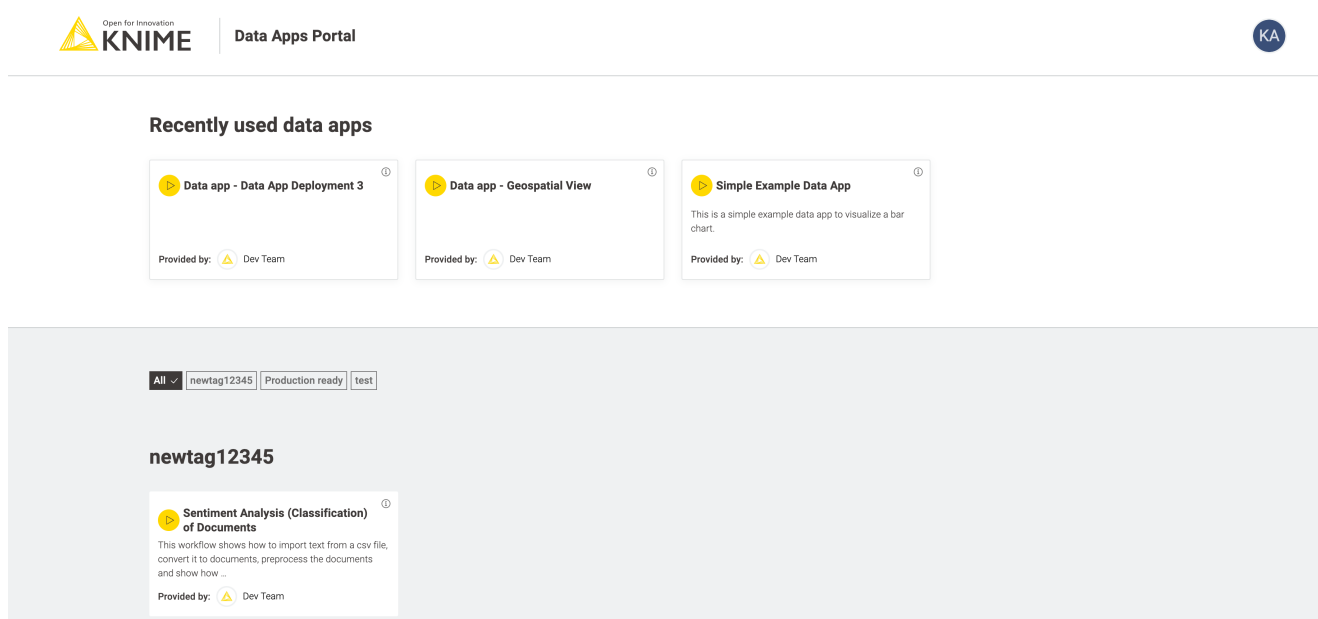 Open for Innovation
KNIME
Data Apps Portal
KA
Recently used data apps
Data app - Data App Deployment 3
Provided by: Dev Team
Data app - Geospatial View
Provided by: Dev Team
Simple Example Data App
This is a simple example data app to visualize a bar
chart.
Provided by: Dev Team
All newtag12345 Production ready test
newtag12345
Sentiment Analysis (Classification)
of Documents
This workflow shows how to import text from a csv file,
convert it to documents, preprocess the documents
and show how ...
Provided by: Dev Team